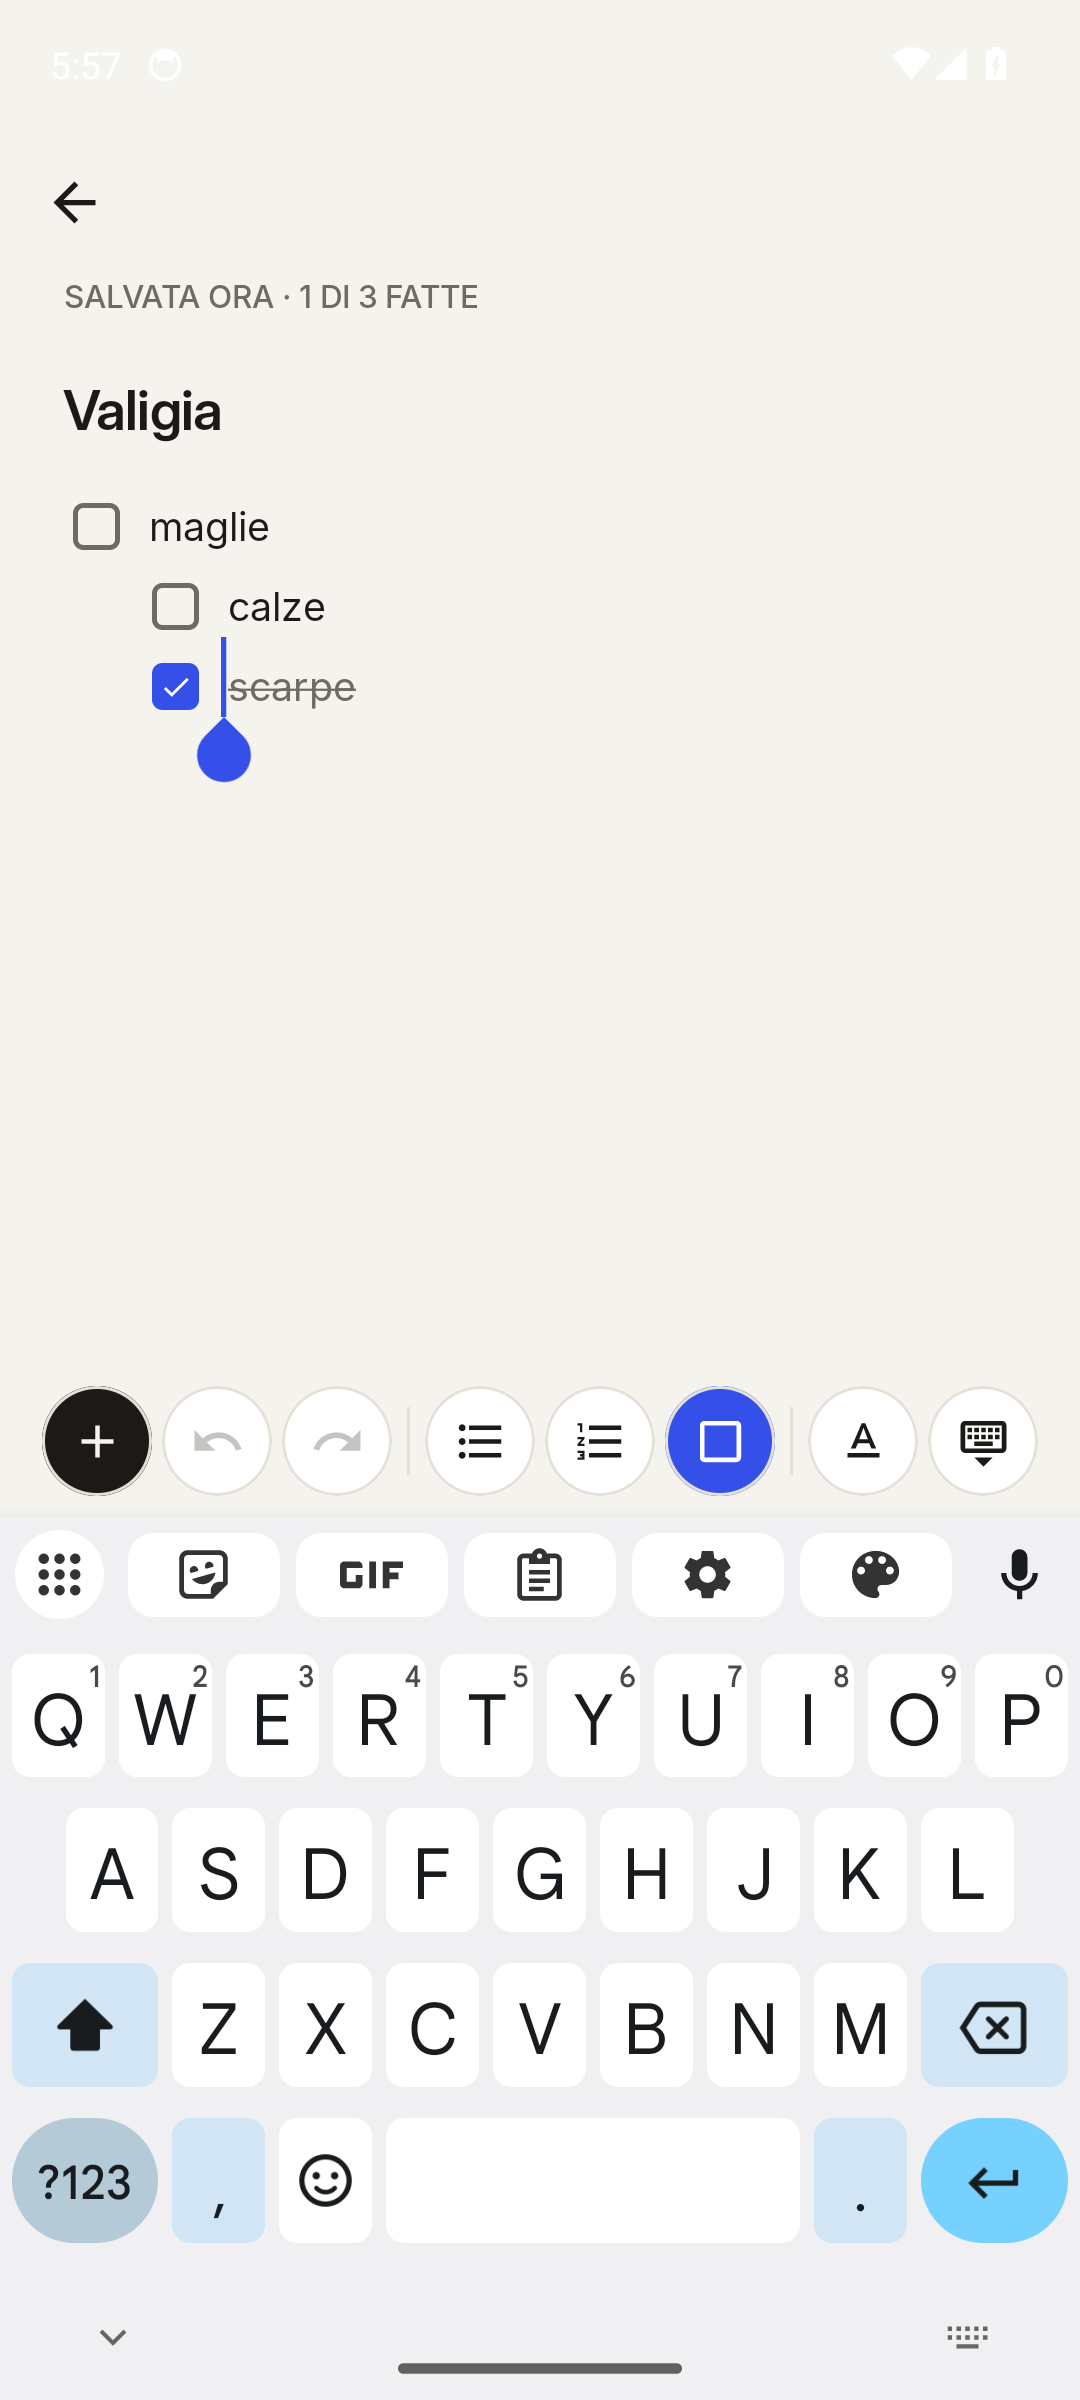 5:57
SALVATA ORA · 1 DI 3 FATTE
Valigia
maglie
calze
scarpe
GIF
Q1 W2 E3 R4 T5 Y6 U7 I8 O9 P0
A S D F G H J K L
Z X C V B N M
?123 , .